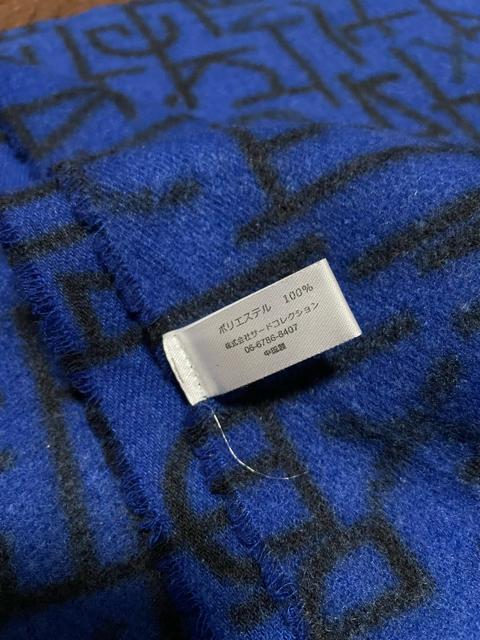 ポリエステル 100%
株式会社サードコレクション
06-6786-8407
中国製